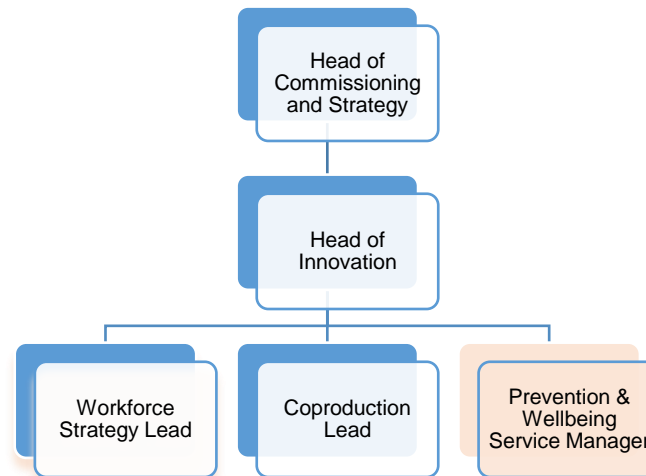 Head of
Commissioning
and Strategy
Head of
Innovation
Workforce
Strategy Lead
Coproduction
Lead
Prevention &
Wellbeing
Service Manager